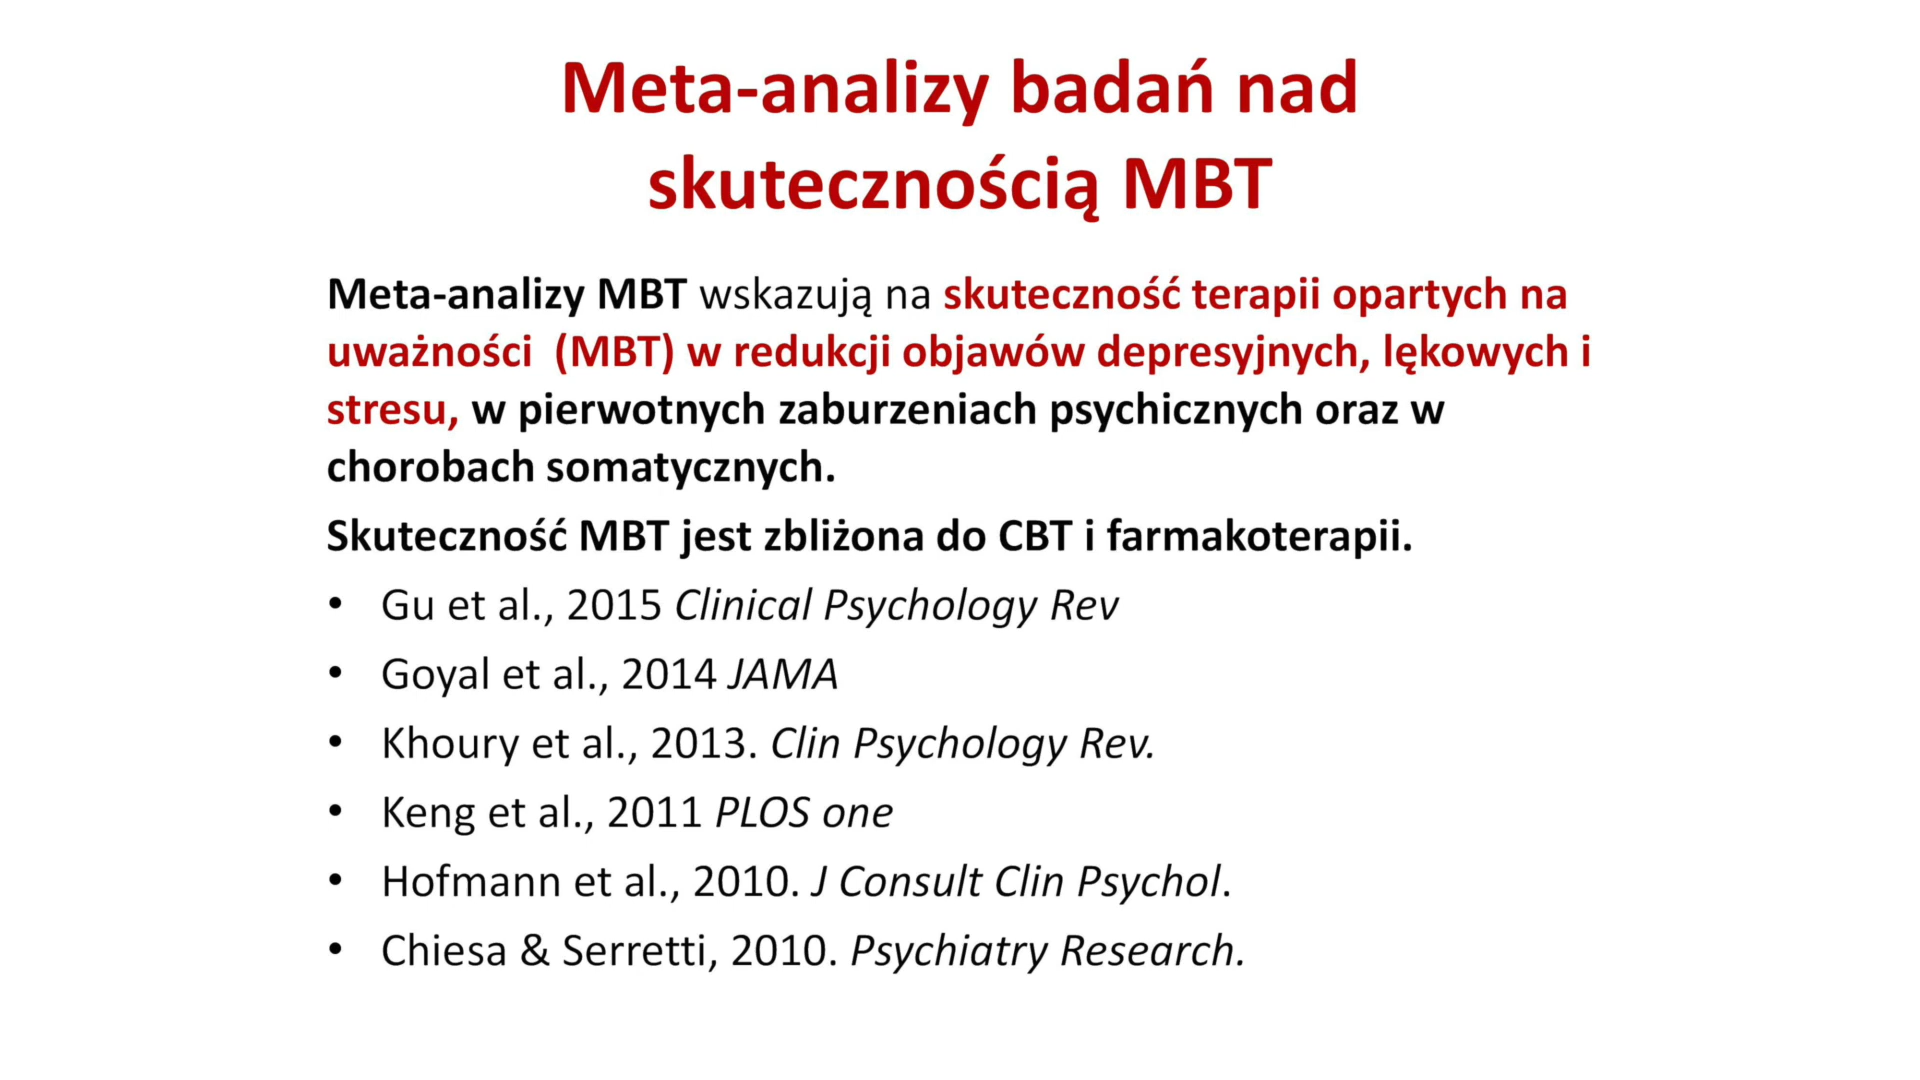 Meta-analizy badań nad
skutecznością MBT
Meta-analizy MBT wskazują na skuteczność terapii opartych na
uważności (MBT) w redukcji objawów depresyjnych, lękowych i
stresu, w pierwotnych zaburzeniach psychicznych oraz w
chorobach somatycznych.
Skuteczność MBT jest zbliżona do CBT i farmakoterapii.
• Gu et al., 2015 Clinical Psychology Rev
• Goyal et al., 2014 JAMA
• Khoury et al., 2013. Clin Psychology Rev.
• Keng et al., 2011 PLOS one
• Hofmann et al., 2010. J Consult Clin Psychol.
• Chiesa & Serretti, 2010. Psychiatry Research.